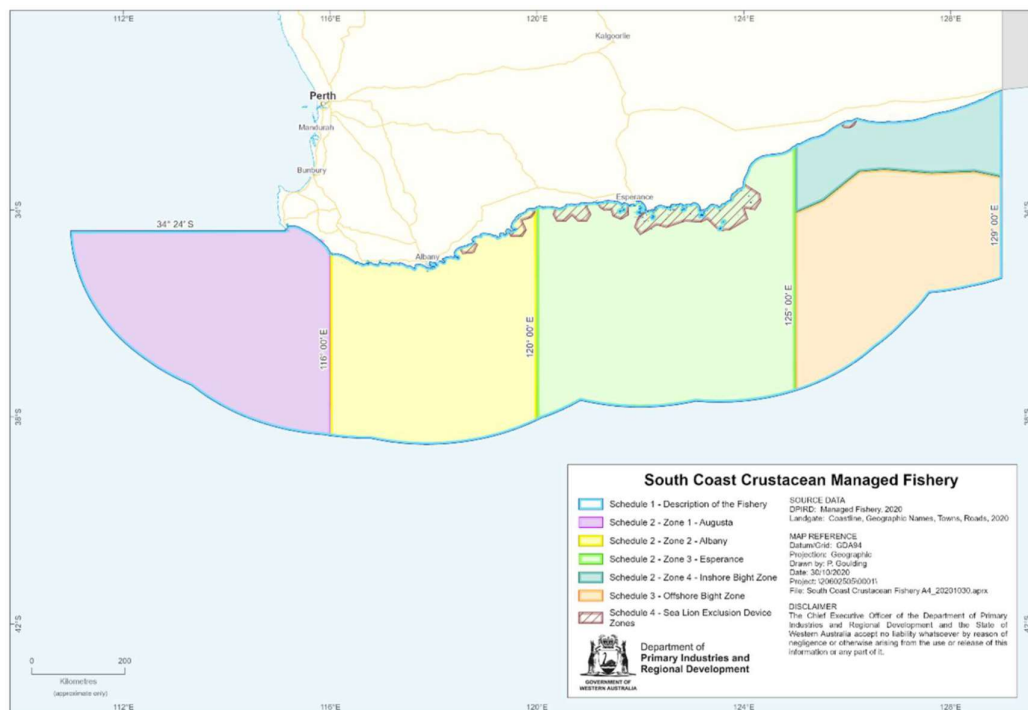 112°E 116°E 120°E 124°E 128°E
Kalgoorlie
Perth
Mandurah
Bunbury
Esperance
34°S
34° 24' S
Albany
34°S
129° 00' E
116° 00' E
120° 00' E
125° 00' E
38°S
38°S
South Coast Crustacean Managed Fishery
Schedule 1 - Description of the Fishery
Schedule 2 - Zone 1 - Augusta
Schedule 2 - Zone 2 - Albany
Schedule 2 - Zone 3 - Esperance
Schedule 2 - Zone 4 - Inshore Bight Zone
Schedule 3 - Offshore Bight Zone
Schedule 4 - Sea Lion Exclusion Device
Zones
SOURCE DATA
DPIRD: Managed Fishery, 2020
Landgate: Coastline, Geographic Names, Towns, Roads, 2020
MAP REFERENCE
Datum/Grid: GDA94
Projection: Geographic
Drawn by: P. Goulding
Date: 30/10/2020
Project: \20602505\0001\
File: South Coast Crustacean Fishery A4_20201030.aprx
DISCLAIMER
The Chief Executive Officer of the Department of Primary
Industries and Regional Development and the State of
Western Australia accept no liability whatsoever by reason of
negligence or otherwise arising from the use or release of this
information or any part of it.
Department of
Primary Industries and
Regional Development
GOVERNMENT OF
WESTERN AUSTRALIA
42°S
42°S
0 200
Kilometres
(approximate only)
112°E 116°E 120°E 124°E 128°E